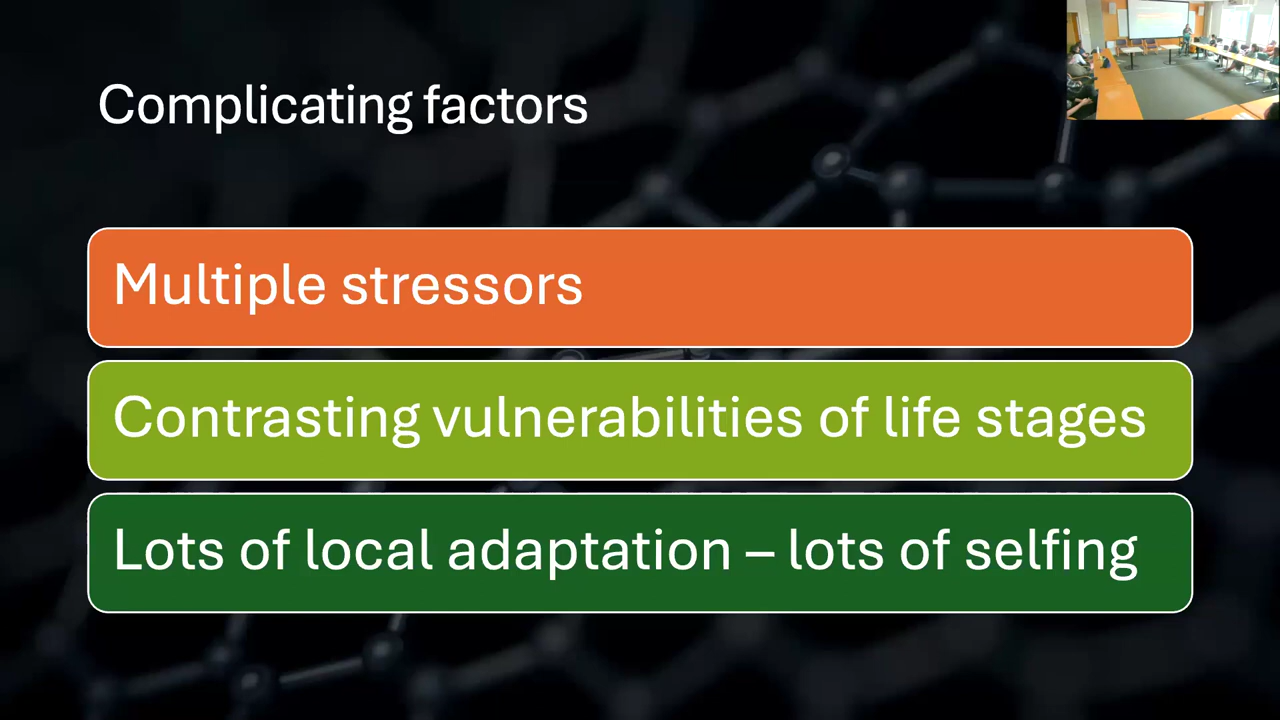 Complicating factors
Multiple stressors
Contrasting vulnerabilities of life stages
Lots of local adaptation – lots of selfing